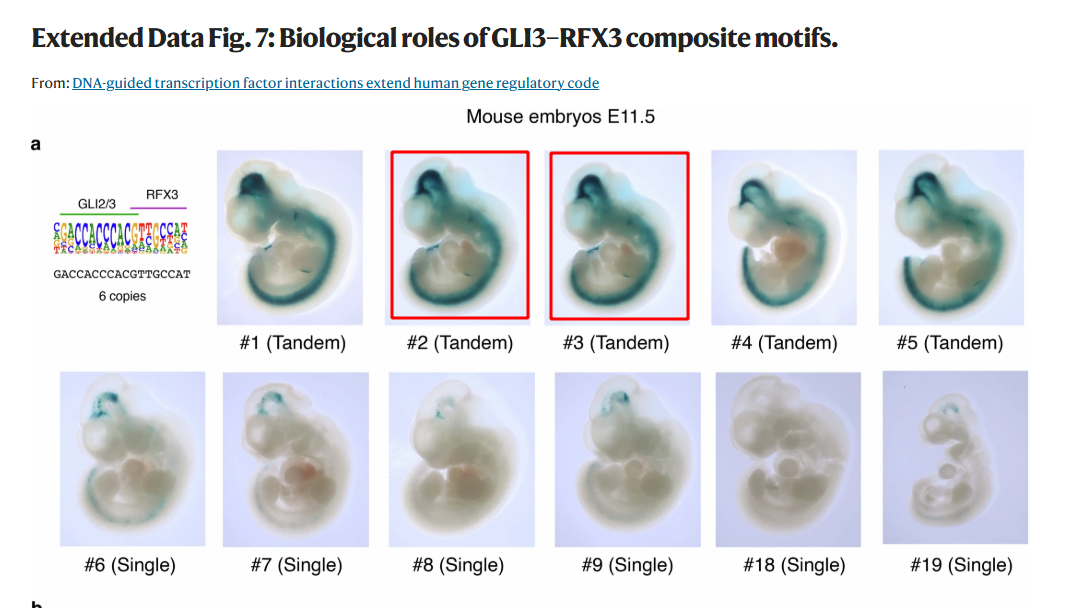 Extended Data Fig. 7: Biological roles of GLI3–RFX3 composite motifs.
From: DNA-guided transcription factor interactions extend human gene regulatory code
Mouse embryos E11.5
a
GLI2/3
RFX3
GACCACCCACGTTGCCAT
6 copies
#1 (Tandem)
#2 (Tandem)
#3 (Tandem)
#4 (Tandem)
#5 (Tandem)
#6 (Single)
#7 (Single)
#8 (Single)
#9 (Single)
#18 (Single)
#19 (Single)